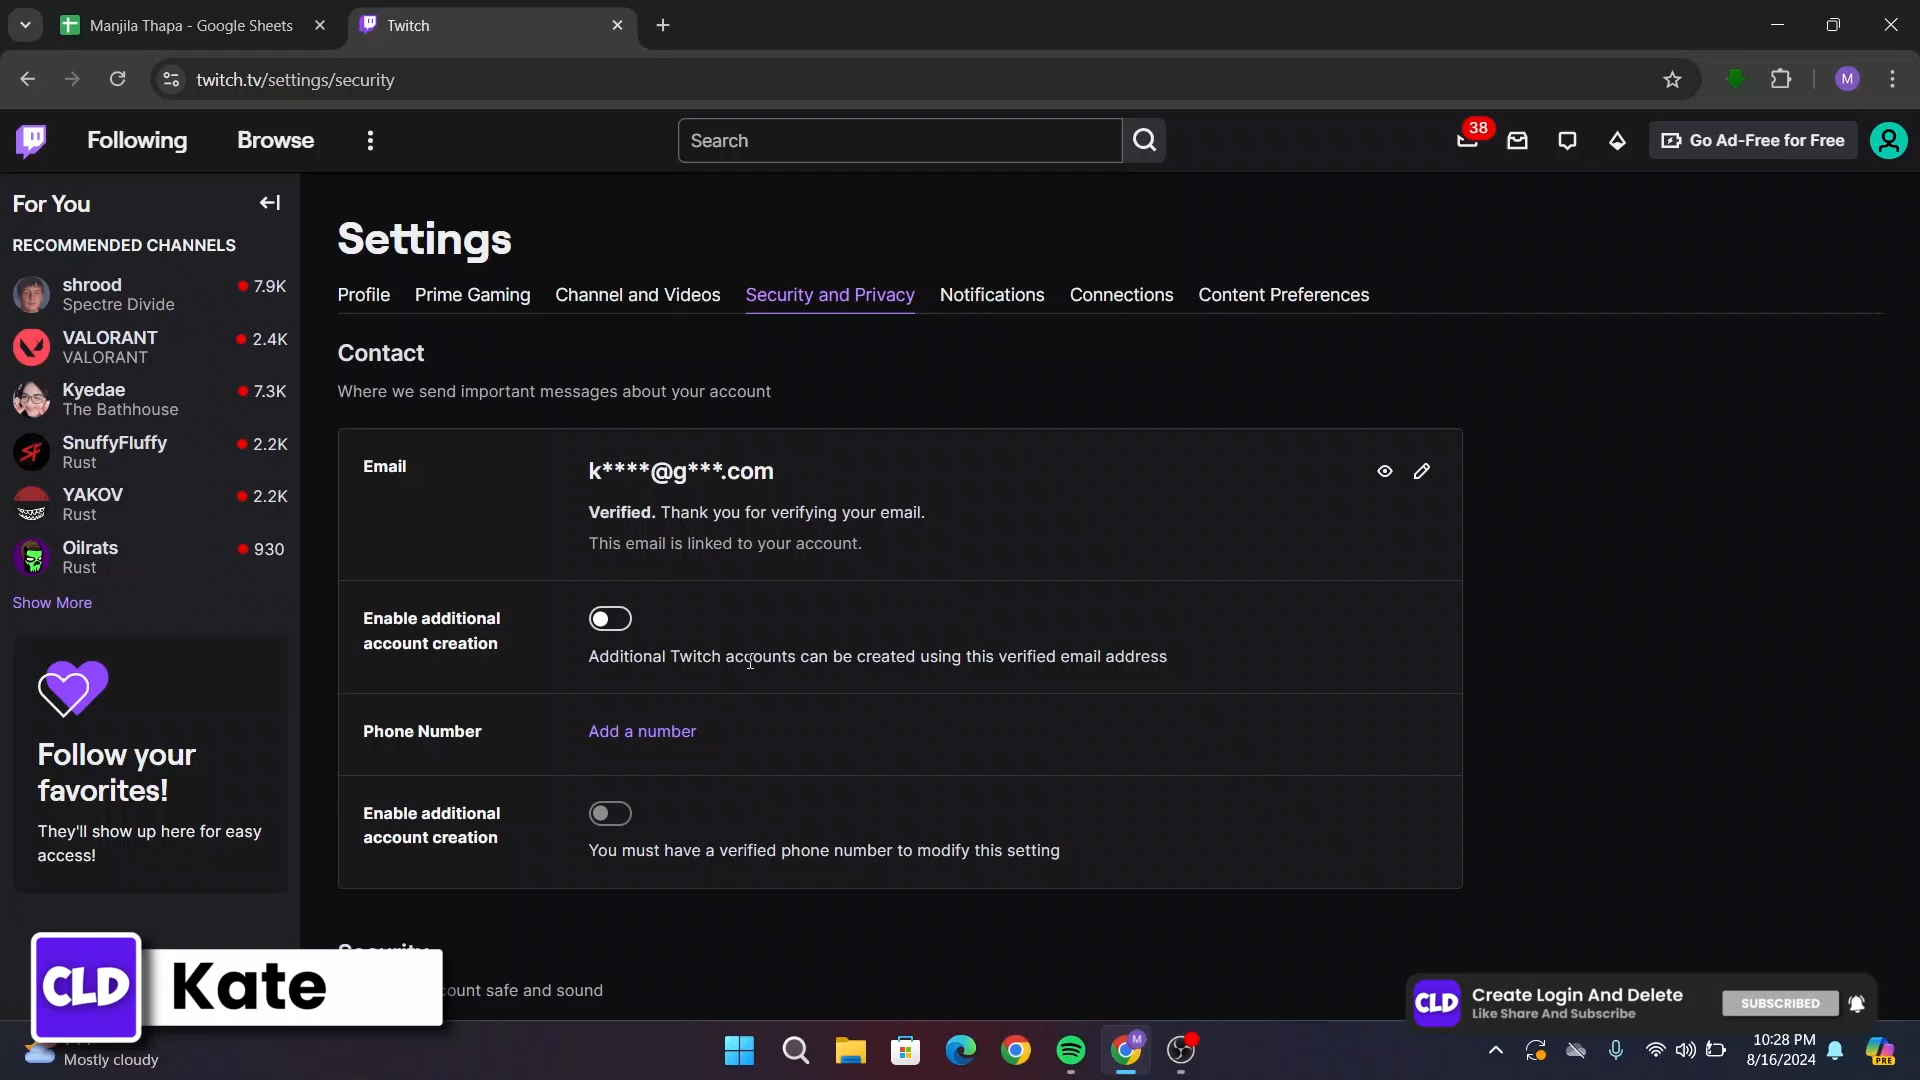 Manjila Thapa - Google Sheets
Twitch
twitch.tv/settings/security
M
Following
Browse
Search
38
Go Ad-Free for Free
For You
RECOMMENDED CHANNELS
shrood
7.9K
Spectre Divide
VALORANT
2.4K
VALORANT
Kyedae
7.3K
The Bathhouse
SnuffyFluffy
2.2K
Rust
YAKOV
2.2K
Rust
Oilrats
930
Rust
Show More
Follow your
favorites!
They'll show up here for easy
access!
Settings
Profile
Prime Gaming
Channel and Videos
Security and Privacy
Notifications
Connections
Content Preferences
Contact
Where we send important messages about your account
Email
k****@g***.com
Verified. Thank you for verifying your email.
This email is linked to your account.
Enable additional
account creation
Additional Twitch accounts can be created using this verified email address
Phone Number
Add a number
Enable additional
account creation
You must have a verified phone number to modify this setting
Security
count safe and sound
CLD
Kate
CLD
Create Login And Delete
Like Share And Subscribe
SUBSCRIBED
Mostly cloudy
M
10:28 PM
8/16/2024
PRE